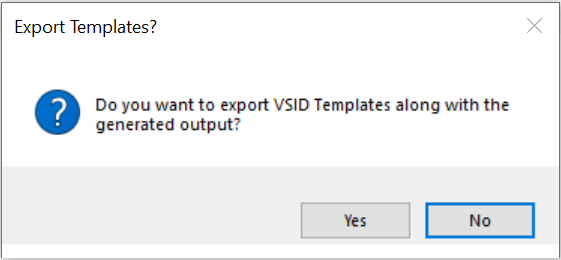 Export Templates?
Do you want to export VSID Templates along with the
generated output?
Yes No